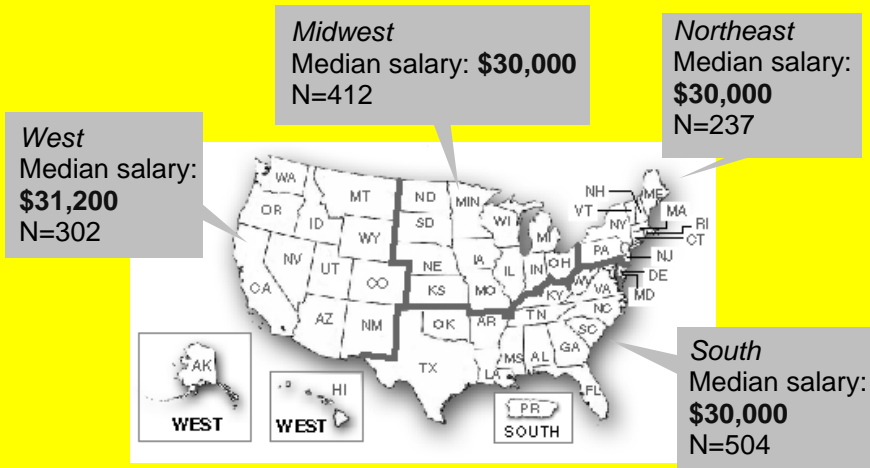 Midwest
Median salary: $30,000
N=412
Northeast
Median salary:
$30,000
N=237
West
Median salary:
$31,200
N=302
WA
MT
ND
MIN
OR
ID
SD
WI
WY
MI
NH
ME
VT
MA
NY
RI
CT
NV
UT
CO
NE
IA
IL
IN
OH
PA
NJ
DE
MD
CA
KS
MO
KY
WV
VA
AZ
NM
OK
AR
TN
NC
SC
TX
LA
MS
AL
GA
FL
AK
WEST
HI
WEST
PR
SOUTH
South
Median salary:
$30,000
N=504